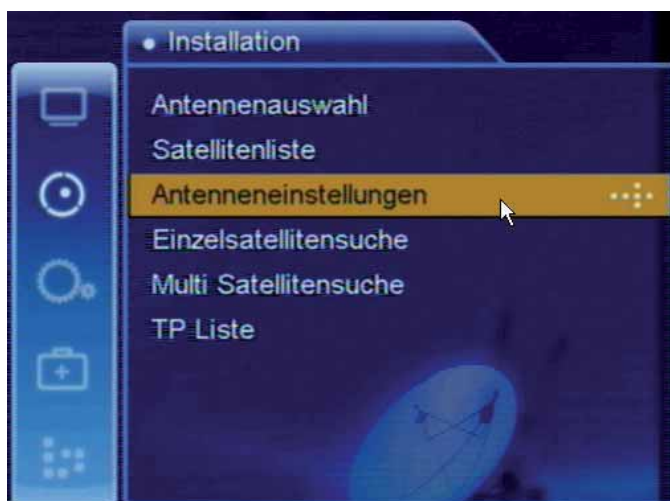 Installation
Antennenauswahl
Satellitenliste
Antenneneinstellungen
Einzelsatellitensuche
Multi Satellitensuche
TP Liste